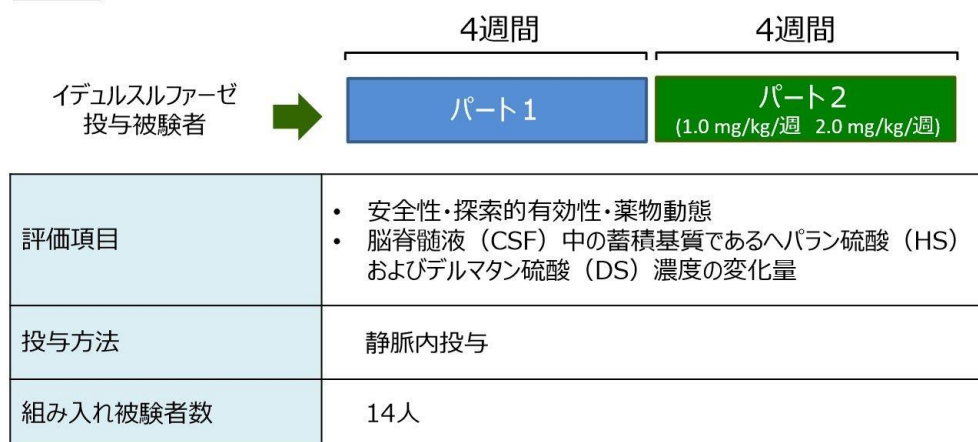 4週間
4週間
イデュルスルファーゼ
投与被験者
パート1
パート2
(1.0 mg/kg/週 2.0 mg/kg/週)
評価項目
• 安全性・探索的有効性・薬物動態
• 脳脊髄液（CSF）中の蓄積基質であるヘパラン硫酸（HS）
およびデルマタン硫酸（DS）濃度の変化量
投与方法
静脈内投与
組み入れ被験者数
14人